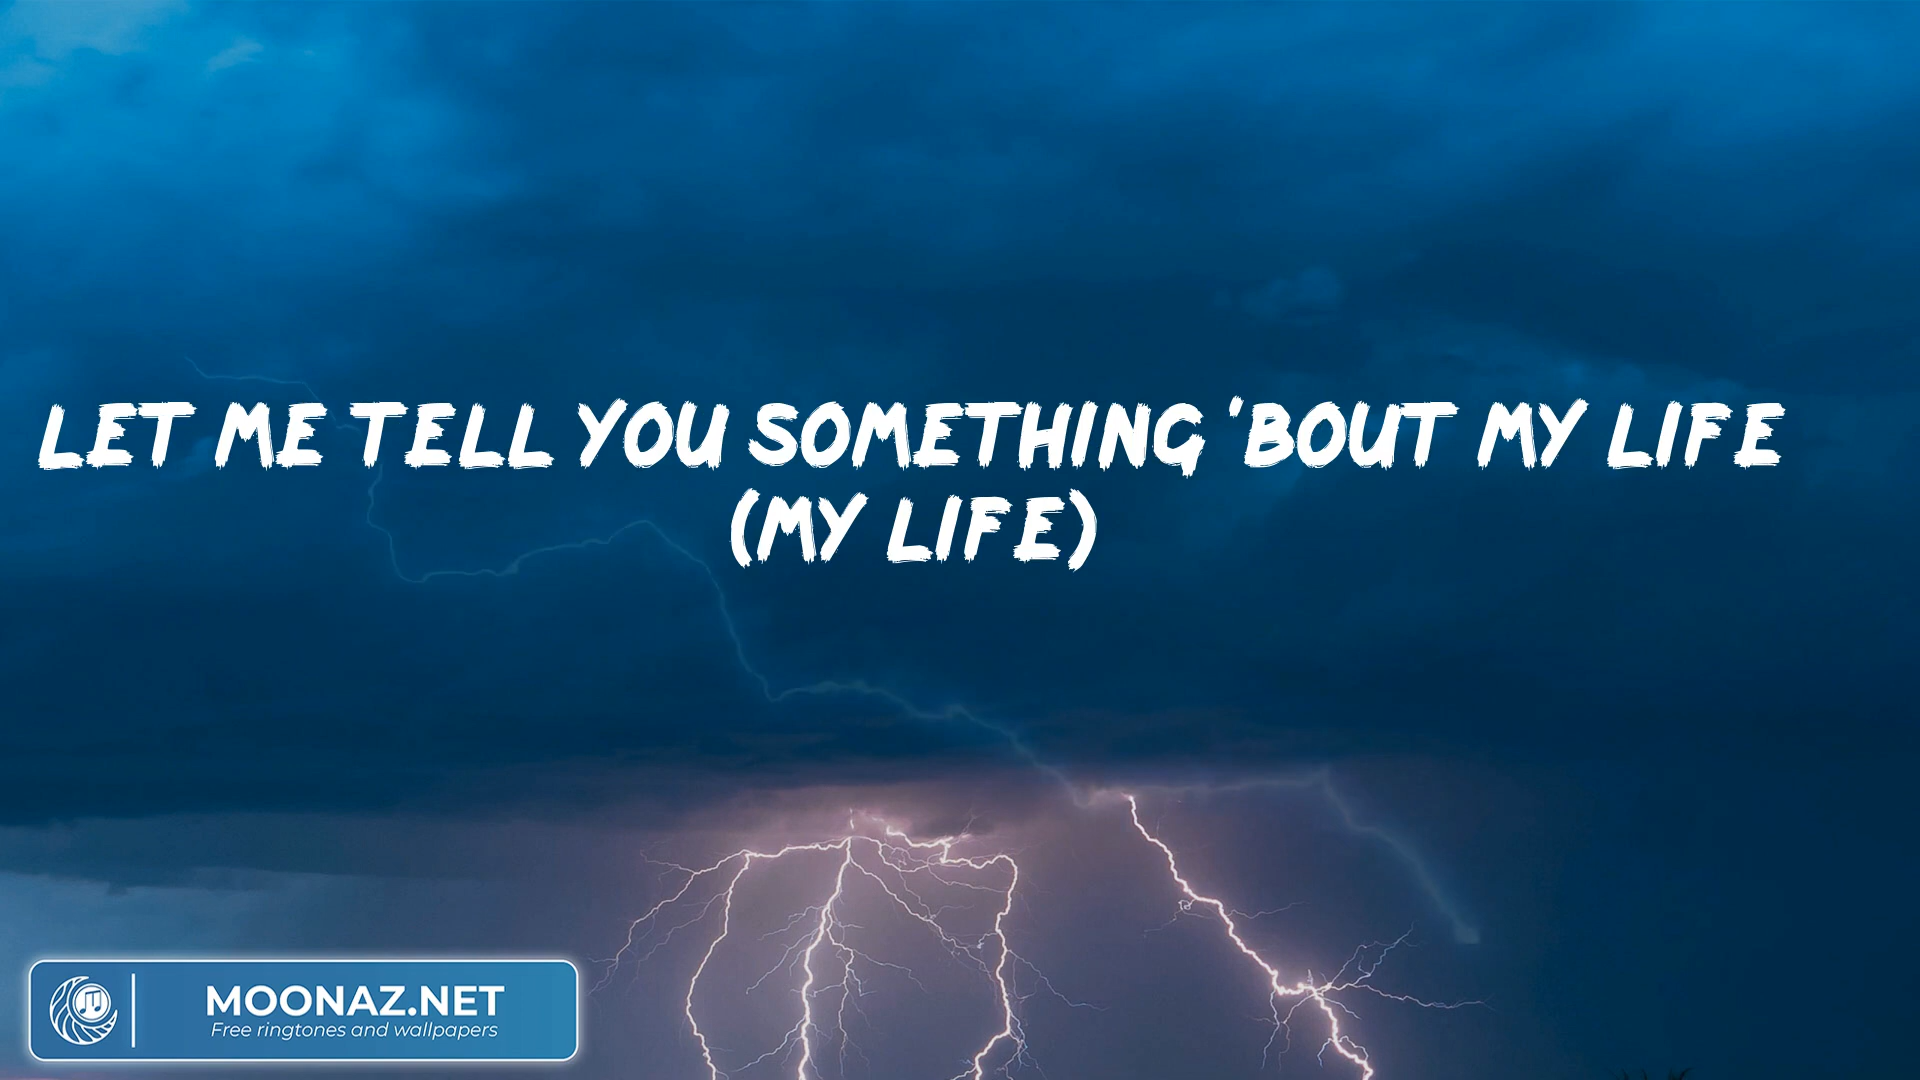 LET ME TELL YOU SOMETHING 'BOUT MY LIFE
(MY LIFE)
MOONAZ.NET
Free ringtones and wallpapers